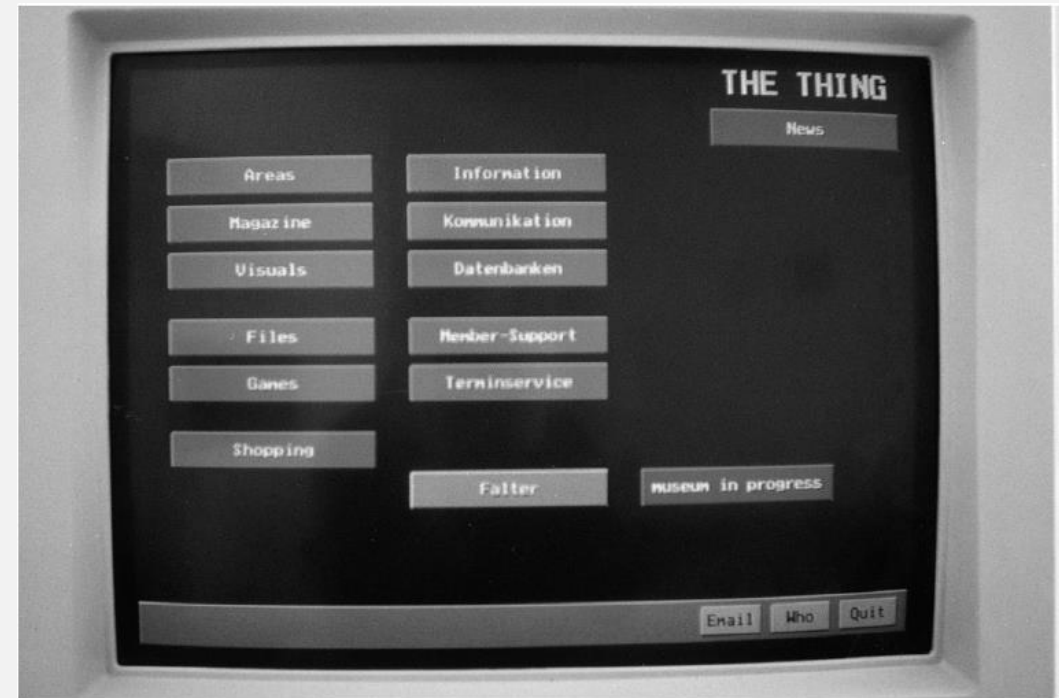 THE THING
News
Areas
Magazine
Visuals
Files
Games
Shopping
Information
Kommunikation
Datenbanken
Member-Support
Terminservice
Falter
museum in progress
Email
Who
Quit